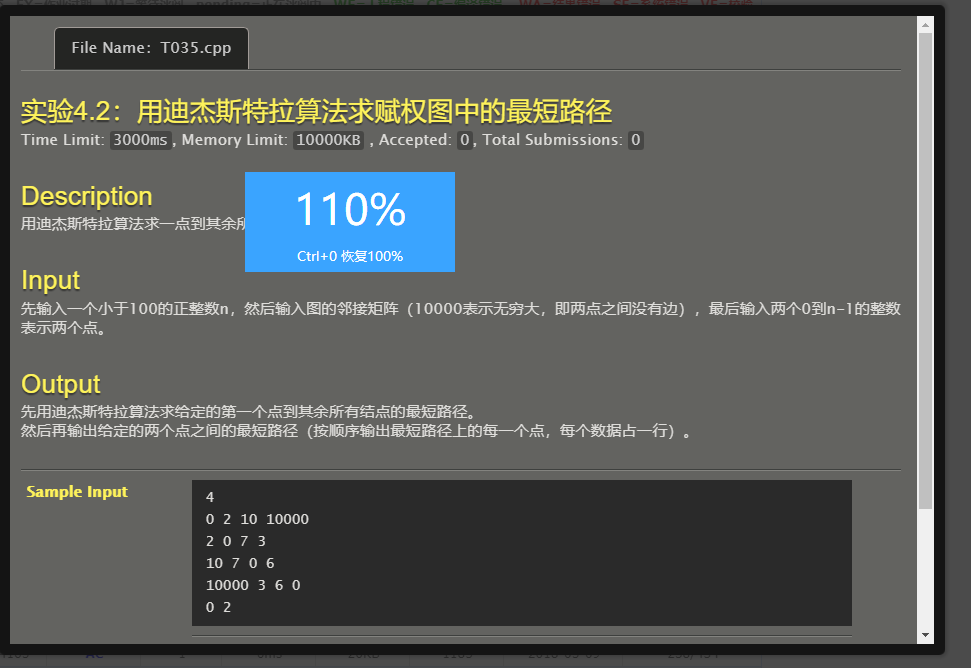 File Name: T035.cpp
实验4.2：用迪杰斯特拉算法求赋权图中的最短路径
Time Limit: 3000ms, Memory Limit: 10000KB , Accepted: 0, Total Submissions: 0
Description
用迪杰斯特拉算法求一点到其余
110%
Ctrl+0 恢复100%
Input
先输入一个小于100的正整数n，然后输入图的邻接矩阵（10000表示无穷大，即两点之间没有边），最后输入两个0到n-1的整数
表示两个点。
Output
先用迪杰斯特拉算法求给定的第一个点到其余所有结点的最短路径。
然后再输出给定的两个点之间的最短路径（按顺序输出最短路径上的每一个点，每个数据占一行）。
Sample Input
4
0 2 10 10000
2 0 7 3
10 7 0 6
10000 3 6 0
0 2